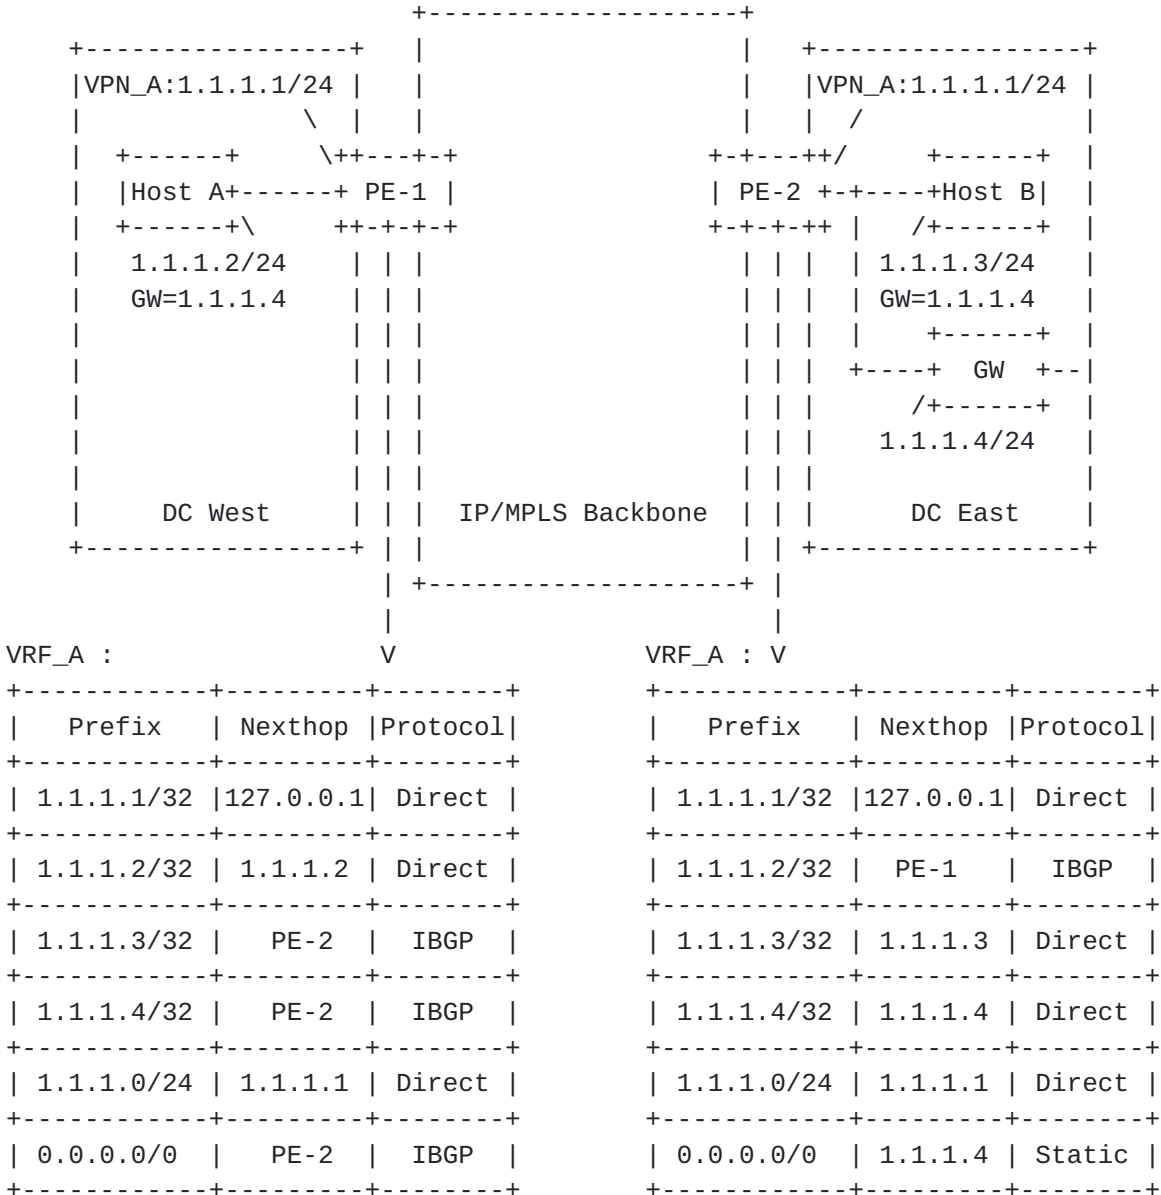 VPN_A:1.1.1.1/24 VPN_A:1.1.1.1/24
Host A PE-1 PE-2 Host B
1.1.1.2/24 1.1.1.3/24
GW=1.1.1.4 GW=1.1.1.4
GW
1.1.1.4/24
DC West IP/MPLS Backbone DC East
VRF_A : V VRF_A : V
Prefix Nexthop Protocol Prefix Nexthop Protocol
1.1.1.1/32 127.0.0.1 Direct 1.1.1.1/32 127.0.0.1 Direct
1.1.1.2/32 1.1.1.2 Direct 1.1.1.2/32 PE-1 IBGP
1.1.1.3/32 PE-2 IBGP 1.1.1.3/32 1.1.1.3 Direct
1.1.1.4/32 PE-2 IBGP 1.1.1.4/32 1.1.1.4 Direct
1.1.1.0/24 1.1.1.1 Direct 1.1.1.0/24 1.1.1.1 Direct
0.0.0.0/0 PE-2 IBGP 0.0.0.0/0 1.1.1.4 Static